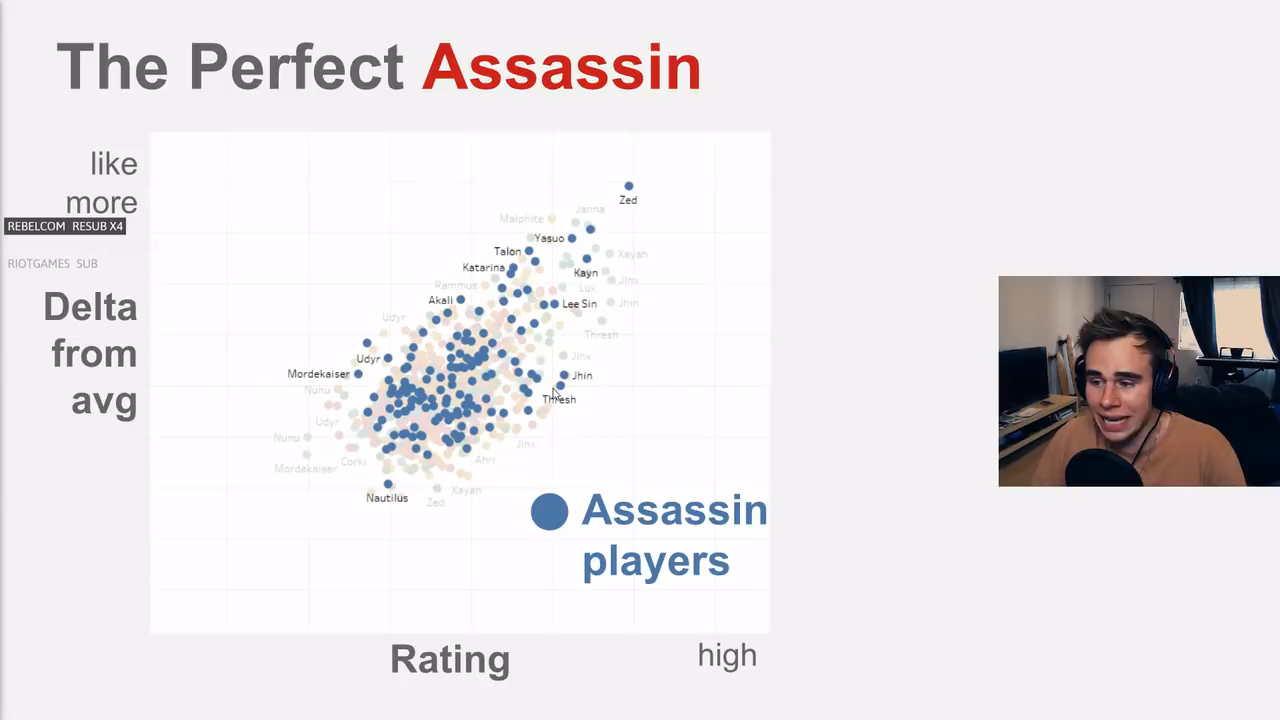 The Perfect Assassin
like
more
REBELCOM RESUB X4
RIOTGAMES SUB
Delta
from
avg
Zed
Janna
Malphite
Yasuo
Talon
Xayah
Katarina
Kayn
Rammus
Lux
Jinx
Akali
Lee Sin
Jhin
Udyr
Thresh
Udyr
Jinx
Mordekaiser
Jhin
Nunu
Thresh
Udyr
Nunu
Jinx
Corki
Ahri
Mordekaiser
Nautilus
Xayah
Zed
Assassin
players
Rating
high